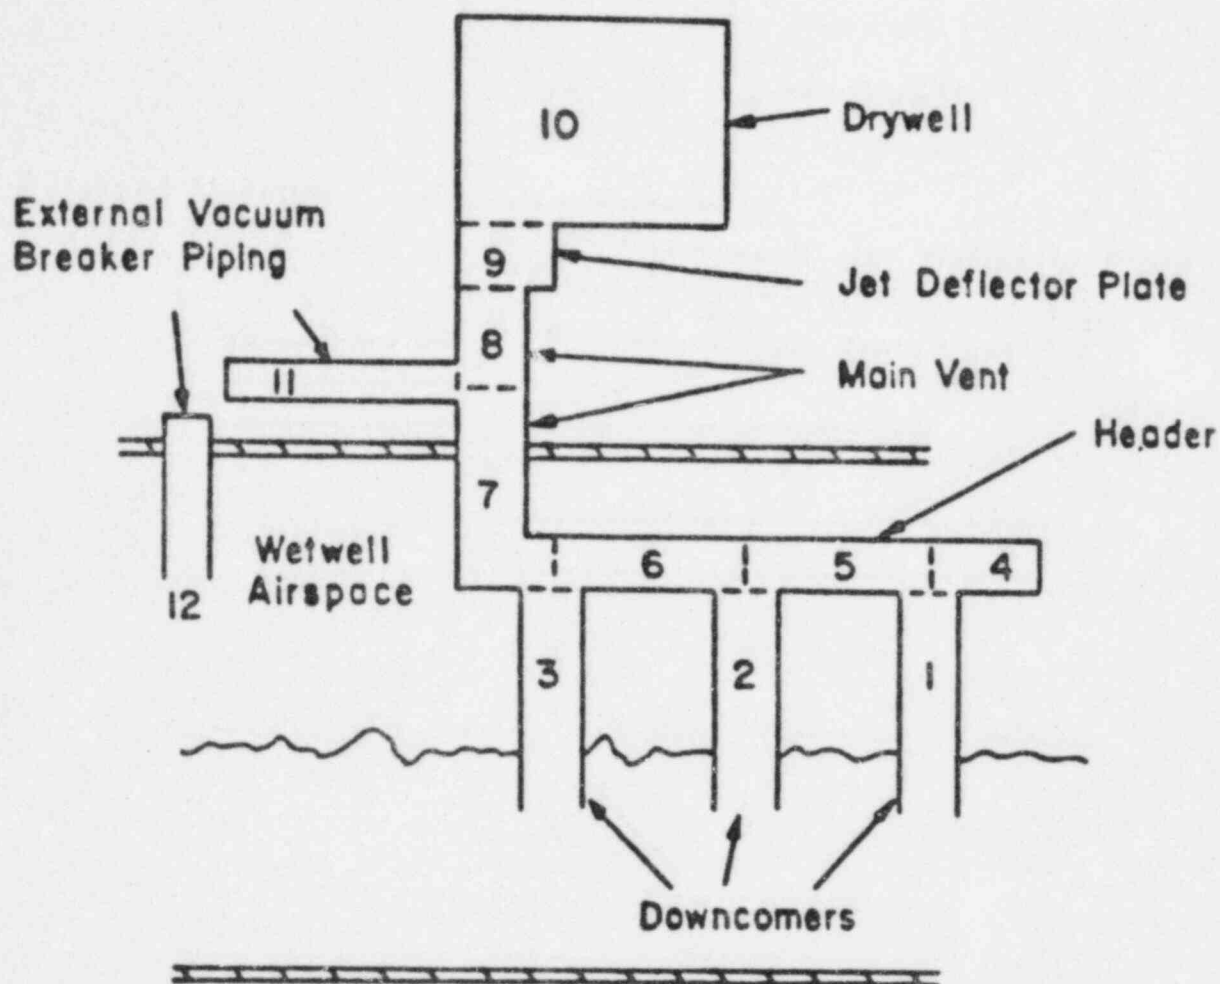 10
Drywell
External Vacuum
Breaker Piping
9
Jet Deflector Plate
8
11
Main Vent
Header
7
Wetwell
Airspace
6
5
4
12
3
2
1
Downcomers